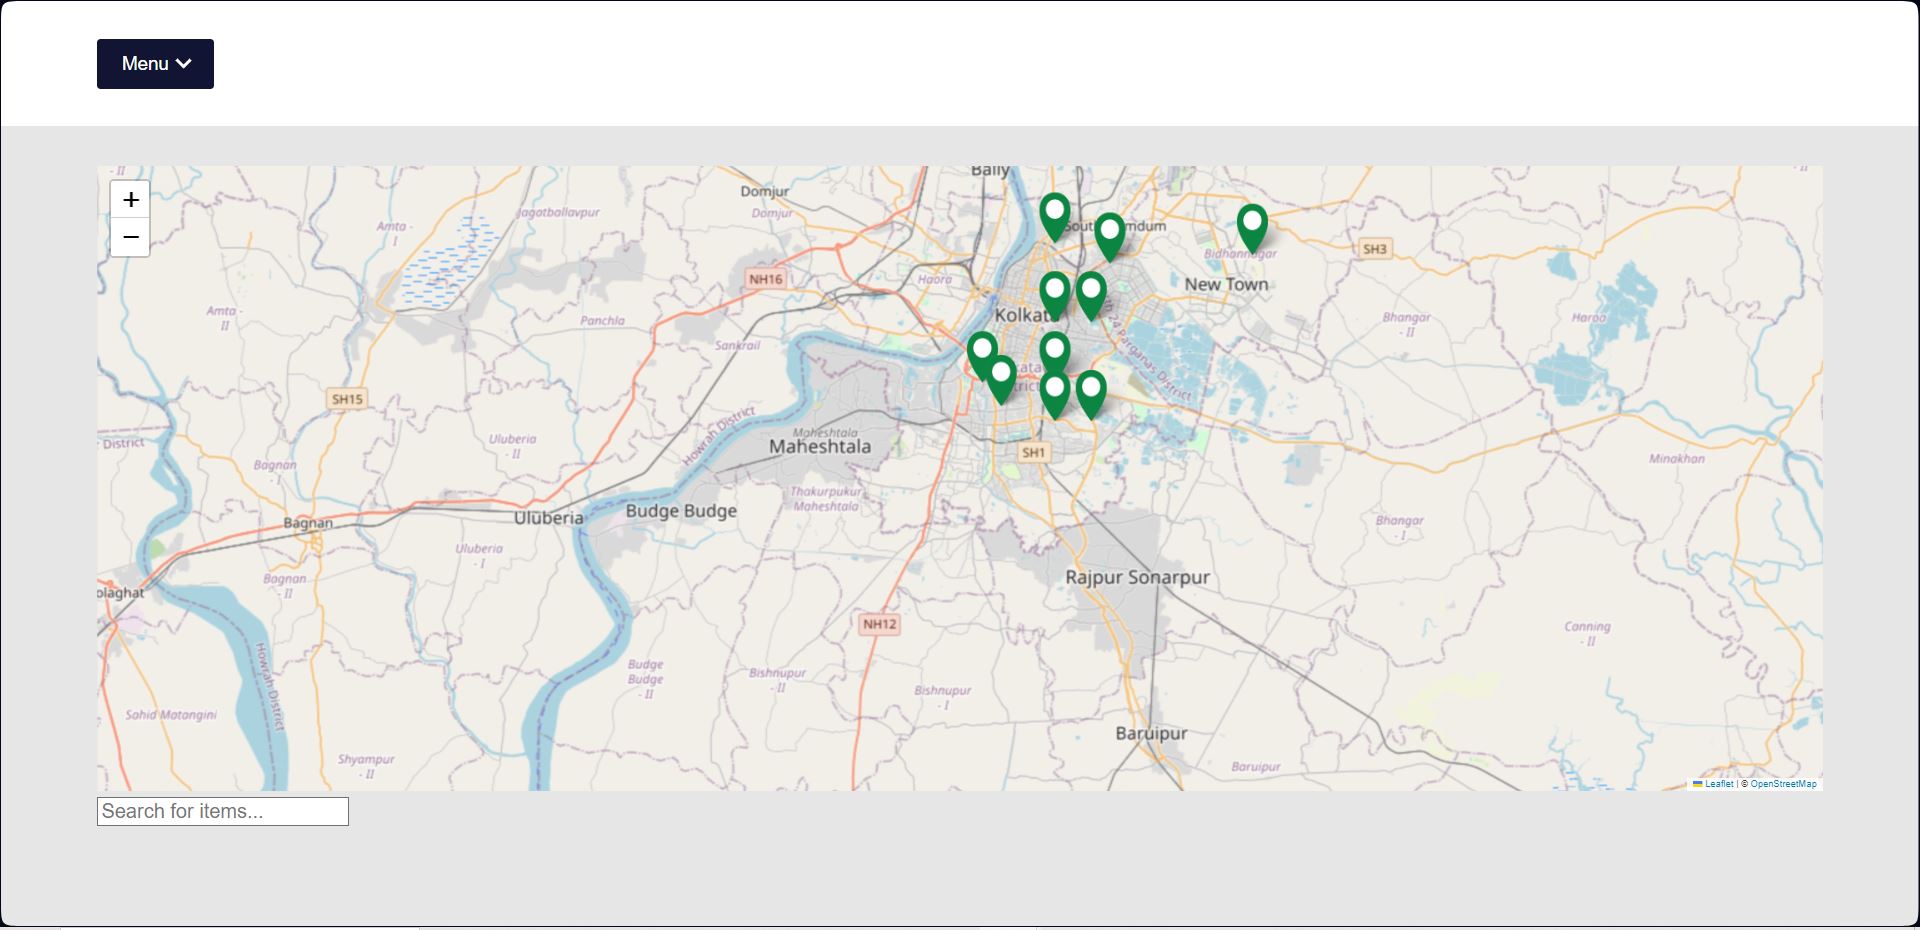 Menu
+
−
- II
Bally
Domjur
Domjur
Jagatballavpur
Amta -
I
Bidhannagar
SH3
NH16
Haora
New Town
Amta -
II
Panchla
Kolkata
Bhangar
- II
Haroa
Sankrail
24 Parganas District
SH15
Howrah District
Maheshtala
Maheshtala
District
Uluberia
- II
SH1
Bagnan
- I
Minakhan
Thakurpukur
Maheshtala
Budge Budge
Uluberia
Bagnan
Bhangar
- I
Uluberia
- I
Bagnan
- II
Rajpur Sonarpur
olaghat
NH12
Canning
- II
Howrah District
Budge
Budge
- II
Bishnupur
- II
Bishnupur
- I
Sahid Matangini
Baruipur
Shyampur
- II
Baruipur
Leaflet | © OpenStreetMap
Search for items...